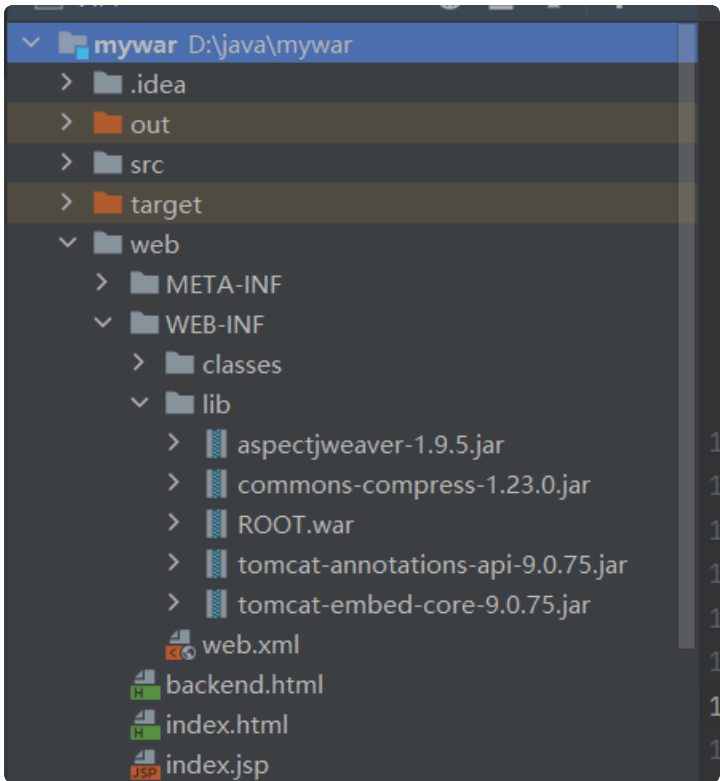 mywar D:\java\mywar
.idea
out
src
target
web
META-INF
WEB-INF
classes
lib
aspectjweaver-1.9.5.jar
commons-compress-1.23.0.jar
ROOT.war
tomcat-annotations-api-9.0.75.jar
tomcat-embed-core-9.0.75.jar
web.xml
backend.html
index.html
index.jsp